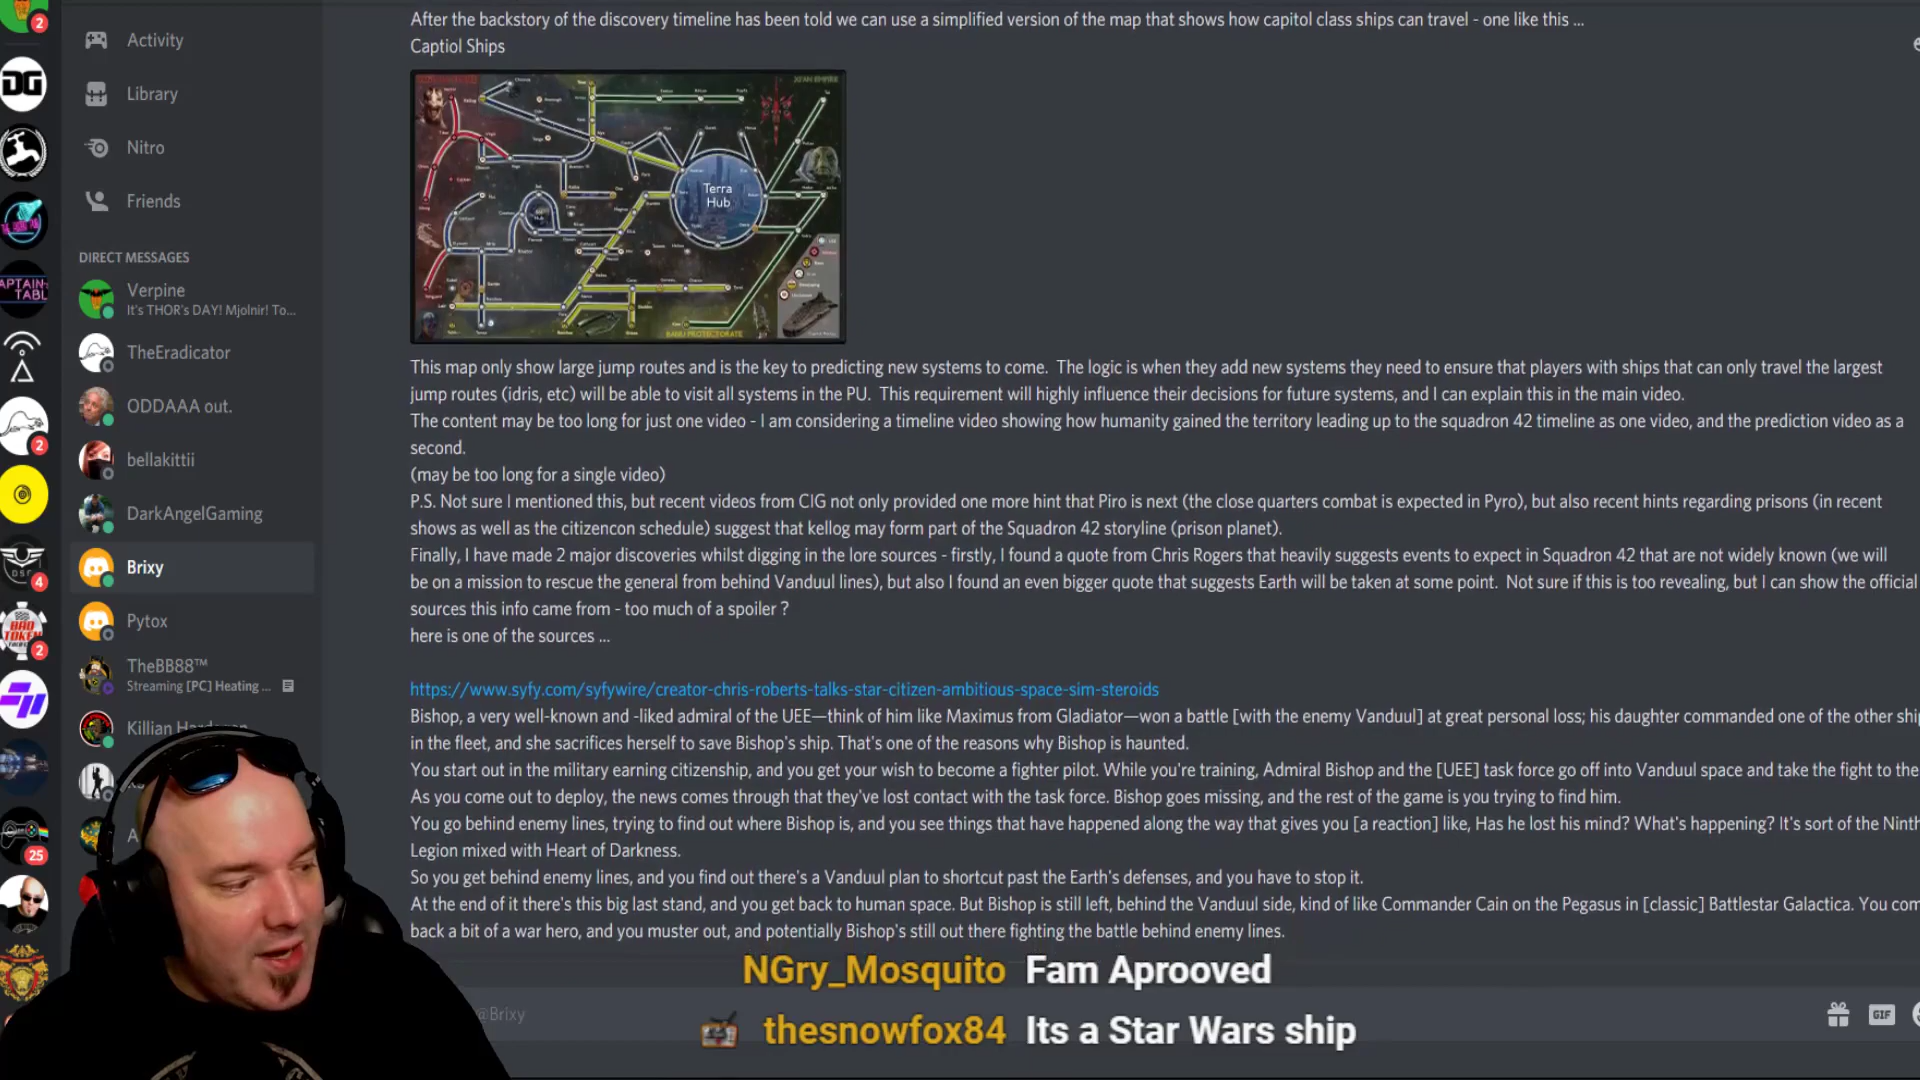 After the backstory of the discovery timeline has been told we can use a simplified version of the map that shows how capitol class ships can travel - one like this ...
Captiol Ships
Activity
Library
Nitro
Friends
DIRECT MESSAGES
Verpine
It's THOR's DAY! Mjolnir! To...
TheEradicator
ODDAAA out.
bellakittii
DarkAngelGaming
Brixy
Pytox
TheBB88™
Streaming [PC] Heating ...
Killian
Terra
Hub
This map only show large jump routes and is the key to predicting new systems to come. The logic is when they add new systems they need to ensure that players with ships that can only travel the largest
jump routes (idris, etc) will be able to visit all systems in the PU. This requirement will highly influence their decisions for future systems, and I can explain this in the main video.
The content may be too long for just one video - I am considering a timeline video showing how humanity gained the territory leading up to the squadron 42 timeline as one video, and the prediction video as a
second.
(may be too long for a single video)
P.S. Not sure I mentioned this, but recent videos from CIG not only provided one more hint that Piro is next (the close quarters combat is expected in Pyro), but also recent hints regarding prisons (in recent
shows as well as the citizencon schedule) suggest that kellog may form part of the Squadron 42 storyline (prison planet).
Finally, I have made 2 major discoveries whilst digging in the lore sources - firstly, I found a quote from Chris Rogers that heavily suggests events to expect in Squadron 42 that are not widely known (we will
be on a mission to rescue the general from behind Vanduul lines), but also I found an even bigger quote that suggests Earth will be taken at some point. Not sure if this is too revealing, but I can show the official
sources this info came from - too much of a spoiler ?
here is one of the sources ...
https://www.syfy.com/syfywire/creator-chris-roberts-talks-star-citizen-ambitious-space-sim-steroids
Bishop, a very well-known and -liked admiral of the UEE—think of him like Maximus from Gladiator—won a battle [with the enemy Vanduul] at great personal loss; his daughter commanded one of the other
in the fleet, and she sacrifices herself to save Bishop's ship. That's one of the reasons why Bishop is haunted.
You start out in the military earning citizenship, and you get your wish to become a fighter pilot. While you're training, Admiral Bishop and the [UEE] task force go off into Vanduul space and take the fight to the
As you come out to deploy, the news comes through that they've lost contact with the task force. Bishop goes missing, and the rest of the game is you trying to find him.
You go behind enemy lines, trying to find out where Bishop is, and you see things that have happened along the way that gives you [a reaction] like, Has he lost his mind? What's happening? It's sort of the Ninth
Legion mixed with Heart of Darkness.
So you get behind enemy lines, and you find out there's a Vanduul plan to shortcut past the Earth's defenses, and you have to stop it.
At the end of it there's this big last stand, and you get back to human space. But Bishop is still left, behind the Vanduul side, kind of like Commander Cain on the Pegasus in [classic] Battlestar Galactica. You
back a bit of a war hero, and you muster out, and potentially Bishop's still out there fighting the battle behind enemy lines.
@Brixy
GIF
NGry_Mosquito Fam Aprooved
thesnowfox84 Its a Star Wars ship
DG
2
2
DSC
4
BAD
TOKEN
2
25